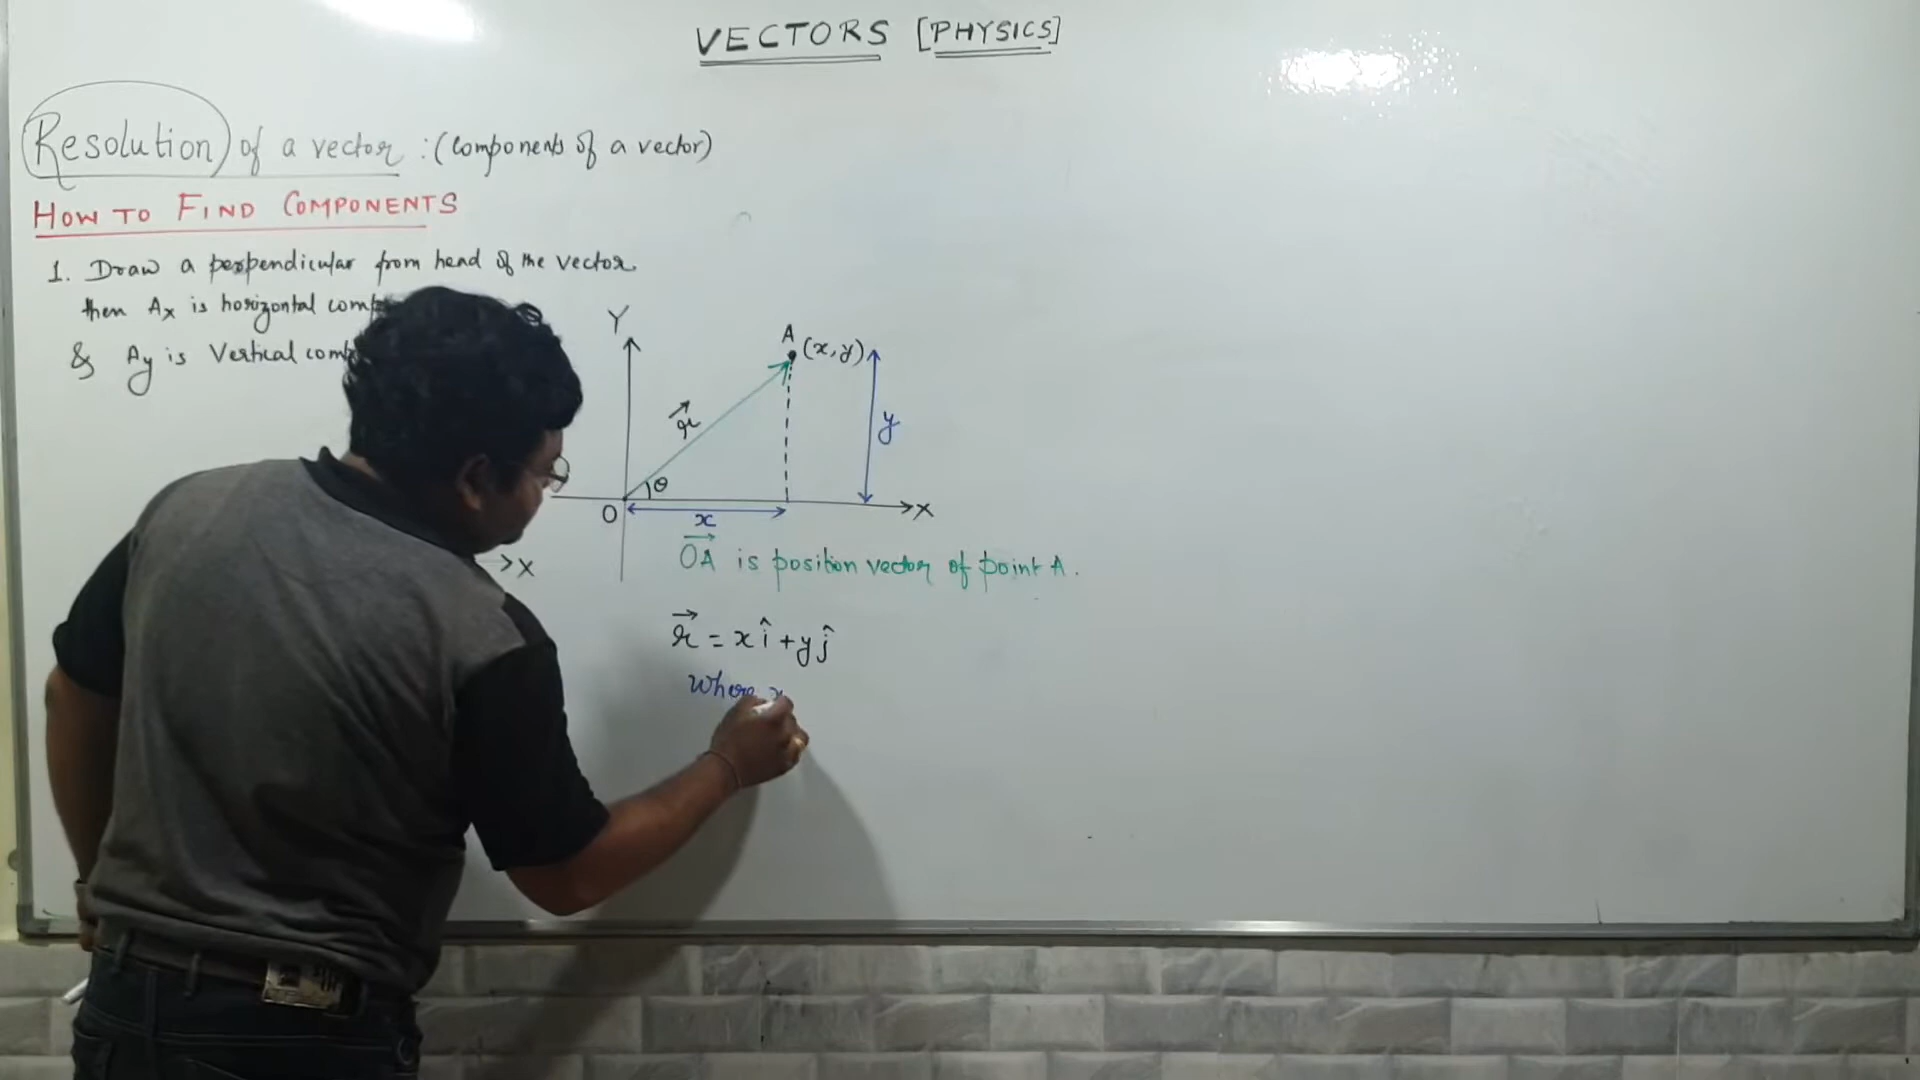 VECTORS [PHYSICS]
Resolution of a vector : (components of a vector)
HOW TO FIND COMPONENTS
1. Draw a perpendicular from head of the vector
then Ax is horizontal
& Ay is Vertical
X
Y
A (x, y)
r
y
θ
O
x
X
OA is position vector of point A.
r = x î + y ĵ